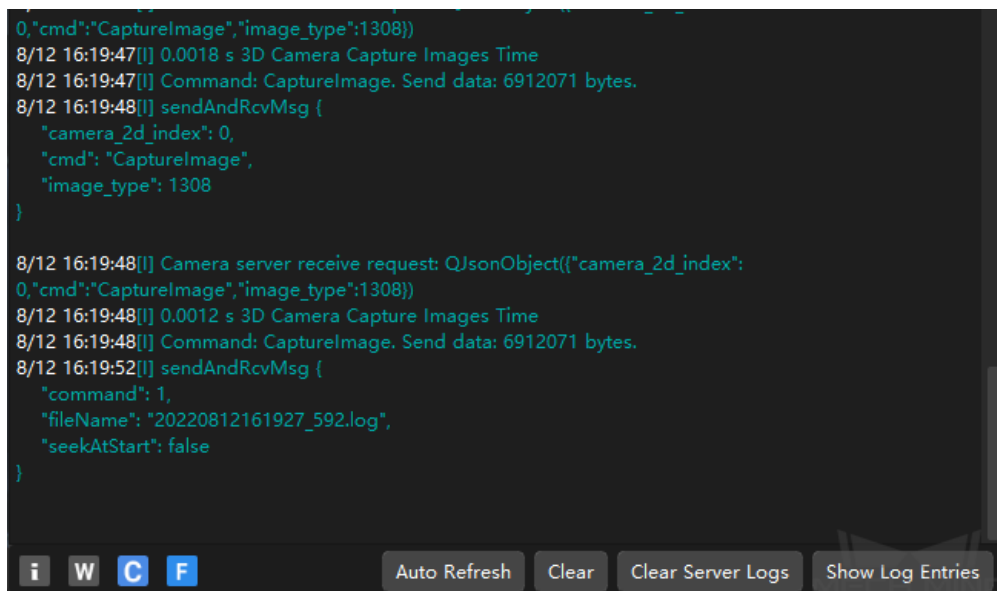 0,"cmd":"CaptureImage","image_type":1308})
8/12 16:19:47[I] 0.0018 s 3D Camera Capture Images Time
8/12 16:19:47[I] Command: CaptureImage. Send data: 6912071 bytes.
8/12 16:19:48[I] sendAndRcvMsg {
"camera_2d_index": 0,
"cmd": "CaptureImage",
"image_type": 1308
}
8/12 16:19:48[I] Camera server receive request: QJsonObject({"camera_2d_index":
0,"cmd":"CaptureImage","image_type":1308})
8/12 16:19:48[I] 0.0012 s 3D Camera Capture Images Time
8/12 16:19:48[I] Command: CaptureImage. Send data: 6912071 bytes.
8/12 16:19:52[I] sendAndRcvMsg {
"command": 1,
"fileName": "20220812161927_592.log",
"seekAtStart": false
}
i W C F Auto Refresh Clear Clear Server Logs Show Log Entries